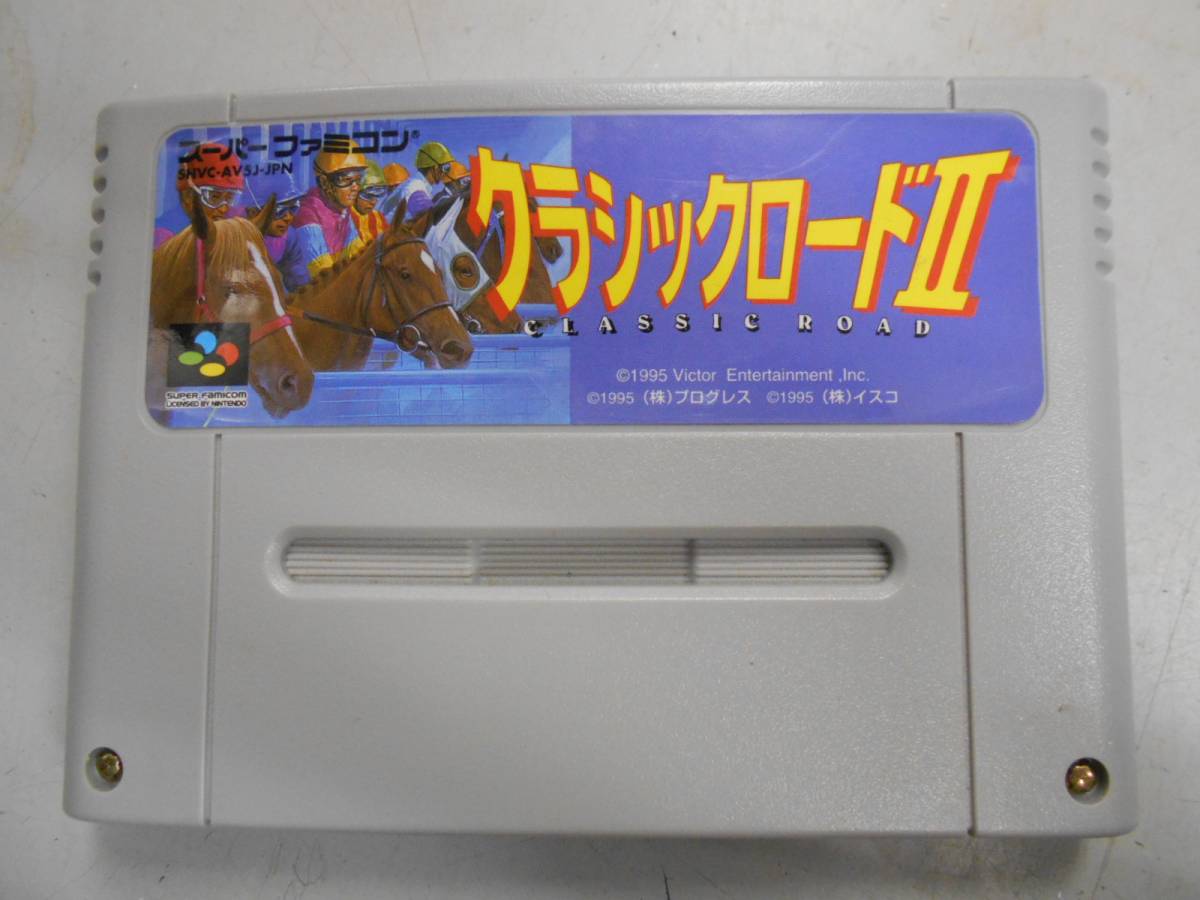 スーパーファミコン®
SHVC-AV5J-JPN
クラシックロードII
CLASSIC ROAD
©1995 Victor Entertainment ,Inc.
©1995 (株)プログレス ©1995 (株)イスコ
SUPER FAMICOM
LICENSED BY NINTENDO